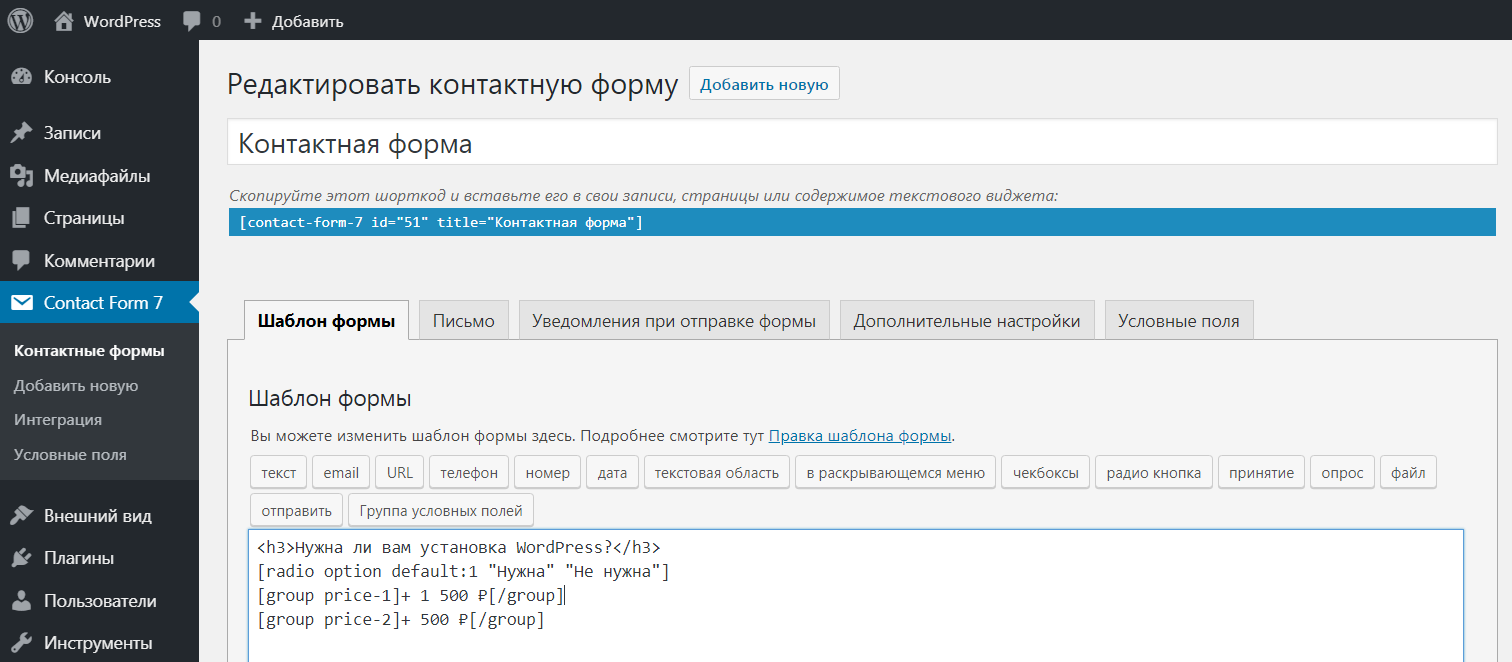 WordPress 0 Добавить
Консоль
Записи
Медиафайлы
Страницы
Комментарии
Contact Form 7
Контактные формы
Добавить новую
Интеграция
Условные поля
Внешний вид
Плагины
Пользователи
Инструменты
Редактировать контактную форму Добавить новую
Контактная форма
Скопируйте этот шорткод и вставьте его в свои записи, страницы или содержимое текстового виджета:
[contact-form-7 id="51" title="Контактная форма"]
Шаблон формы Письмо Уведомления при отправке формы Дополнительные настройки Условные поля
Шаблон формы
Вы можете изменить шаблон формы здесь. Подробнее смотрите тут Правка шаблона формы.
текст email URL телефон номер дата текстовая область в раскрывающемся меню чекбоксы радио кнопка принятие опрос файл
отправить Группа условных полей
<h3>Нужна ли вам установка WordPress?</h3>
[radio option default:1 "Нужна" "Не нужна"]
[group price-1]+ 1 500 ₽[/group]
[group price-2]+ 500 ₽[/group]